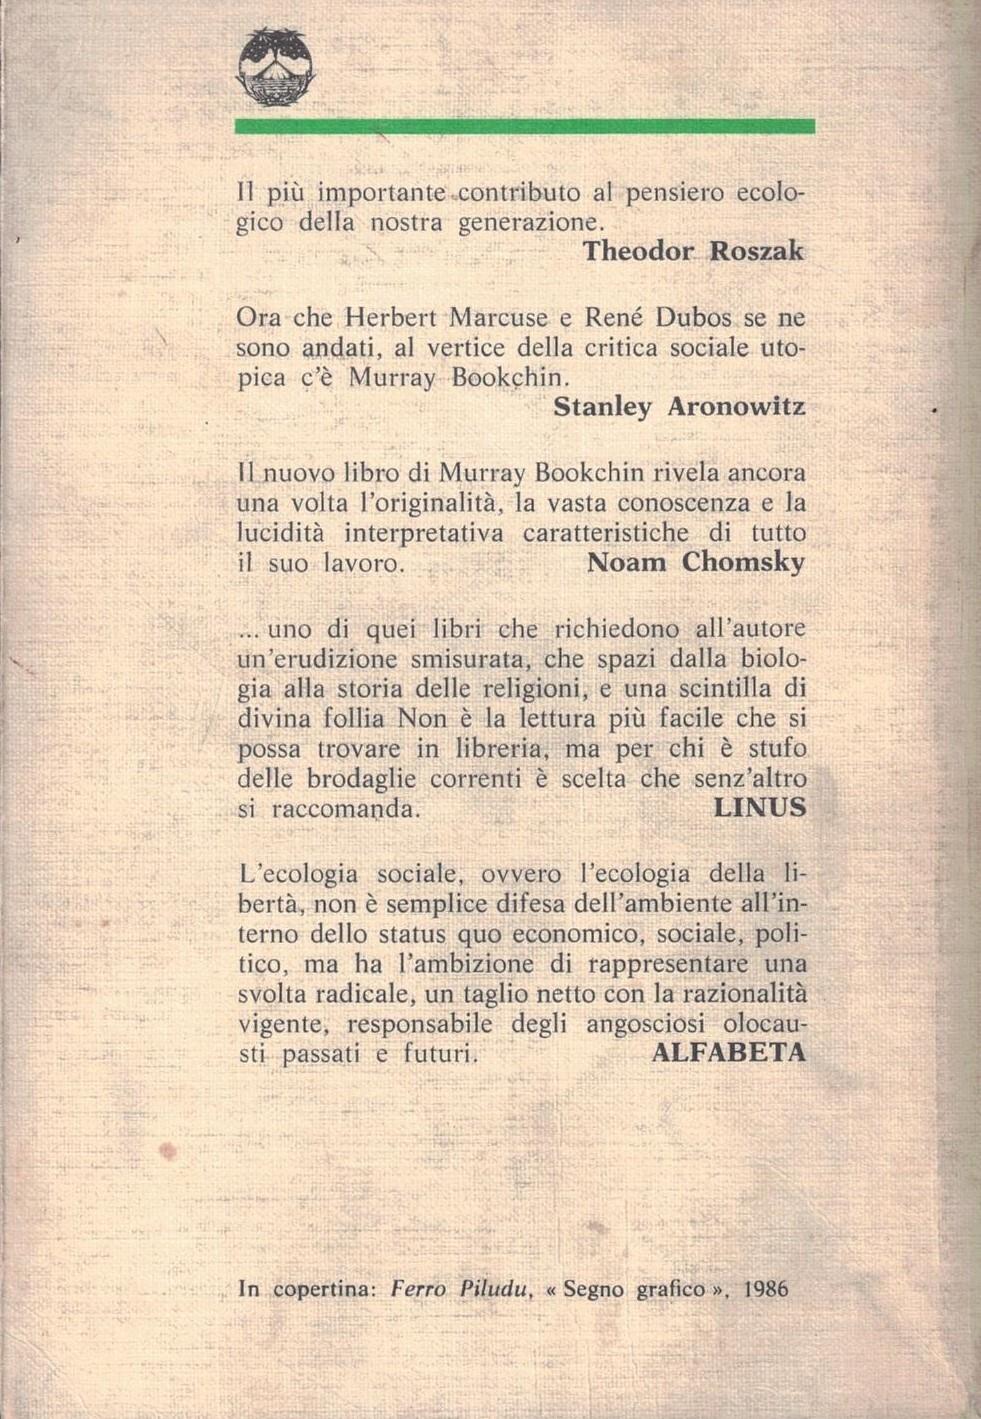 Il più importante contributo al pensiero ecolo-
gico della nostra generazione.
Theodor Roszak
Ora che Herbert Marcuse e René Dubos se ne
sono andati, al vertice della critica sociale uto-
pica c'è Murray Bookchin.
Stanley Aronowitz
Il nuovo libro di Murray Bookchin rivela ancora
una volta l'originalità, la vasta conoscenza e la
lucidità interpretativa caratteristiche di tutto
il suo lavoro. Noam Chomsky
... uno di quei libri che richiedono all'autore
un'erudizione smisurata, che spazi dalla biolo-
gia alla storia delle religioni, e una scintilla di
divina follia Non è la lettura più facile che si
possa trovare in libreria, ma per chi è stufo
delle brodaglie correnti è scelta che senz'altro
si raccomanda. LINUS
L'ecologia sociale, ovvero l'ecologia della li-
bertà, non è semplice difesa dell'ambiente all'in-
terno dello status quo economico, sociale, poli-
tico, ma ha l'ambizione di rappresentare una
svolta radicale, un taglio netto con la razionalità
vigente, responsabile degli angosciosi olocau-
sti passati e futuri. ALFABETA
In copertina: Ferro Piludu, « Segno grafico », 1986